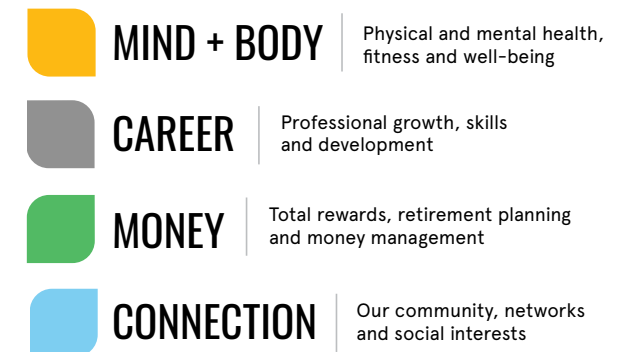 MIND + BODY
Physical and mental health,
fitness and well-being
CAREER
Professional growth, skills
and development
MONEY
Total rewards, retirement planning
and money management
CONNECTION
Our community, networks
and social interests